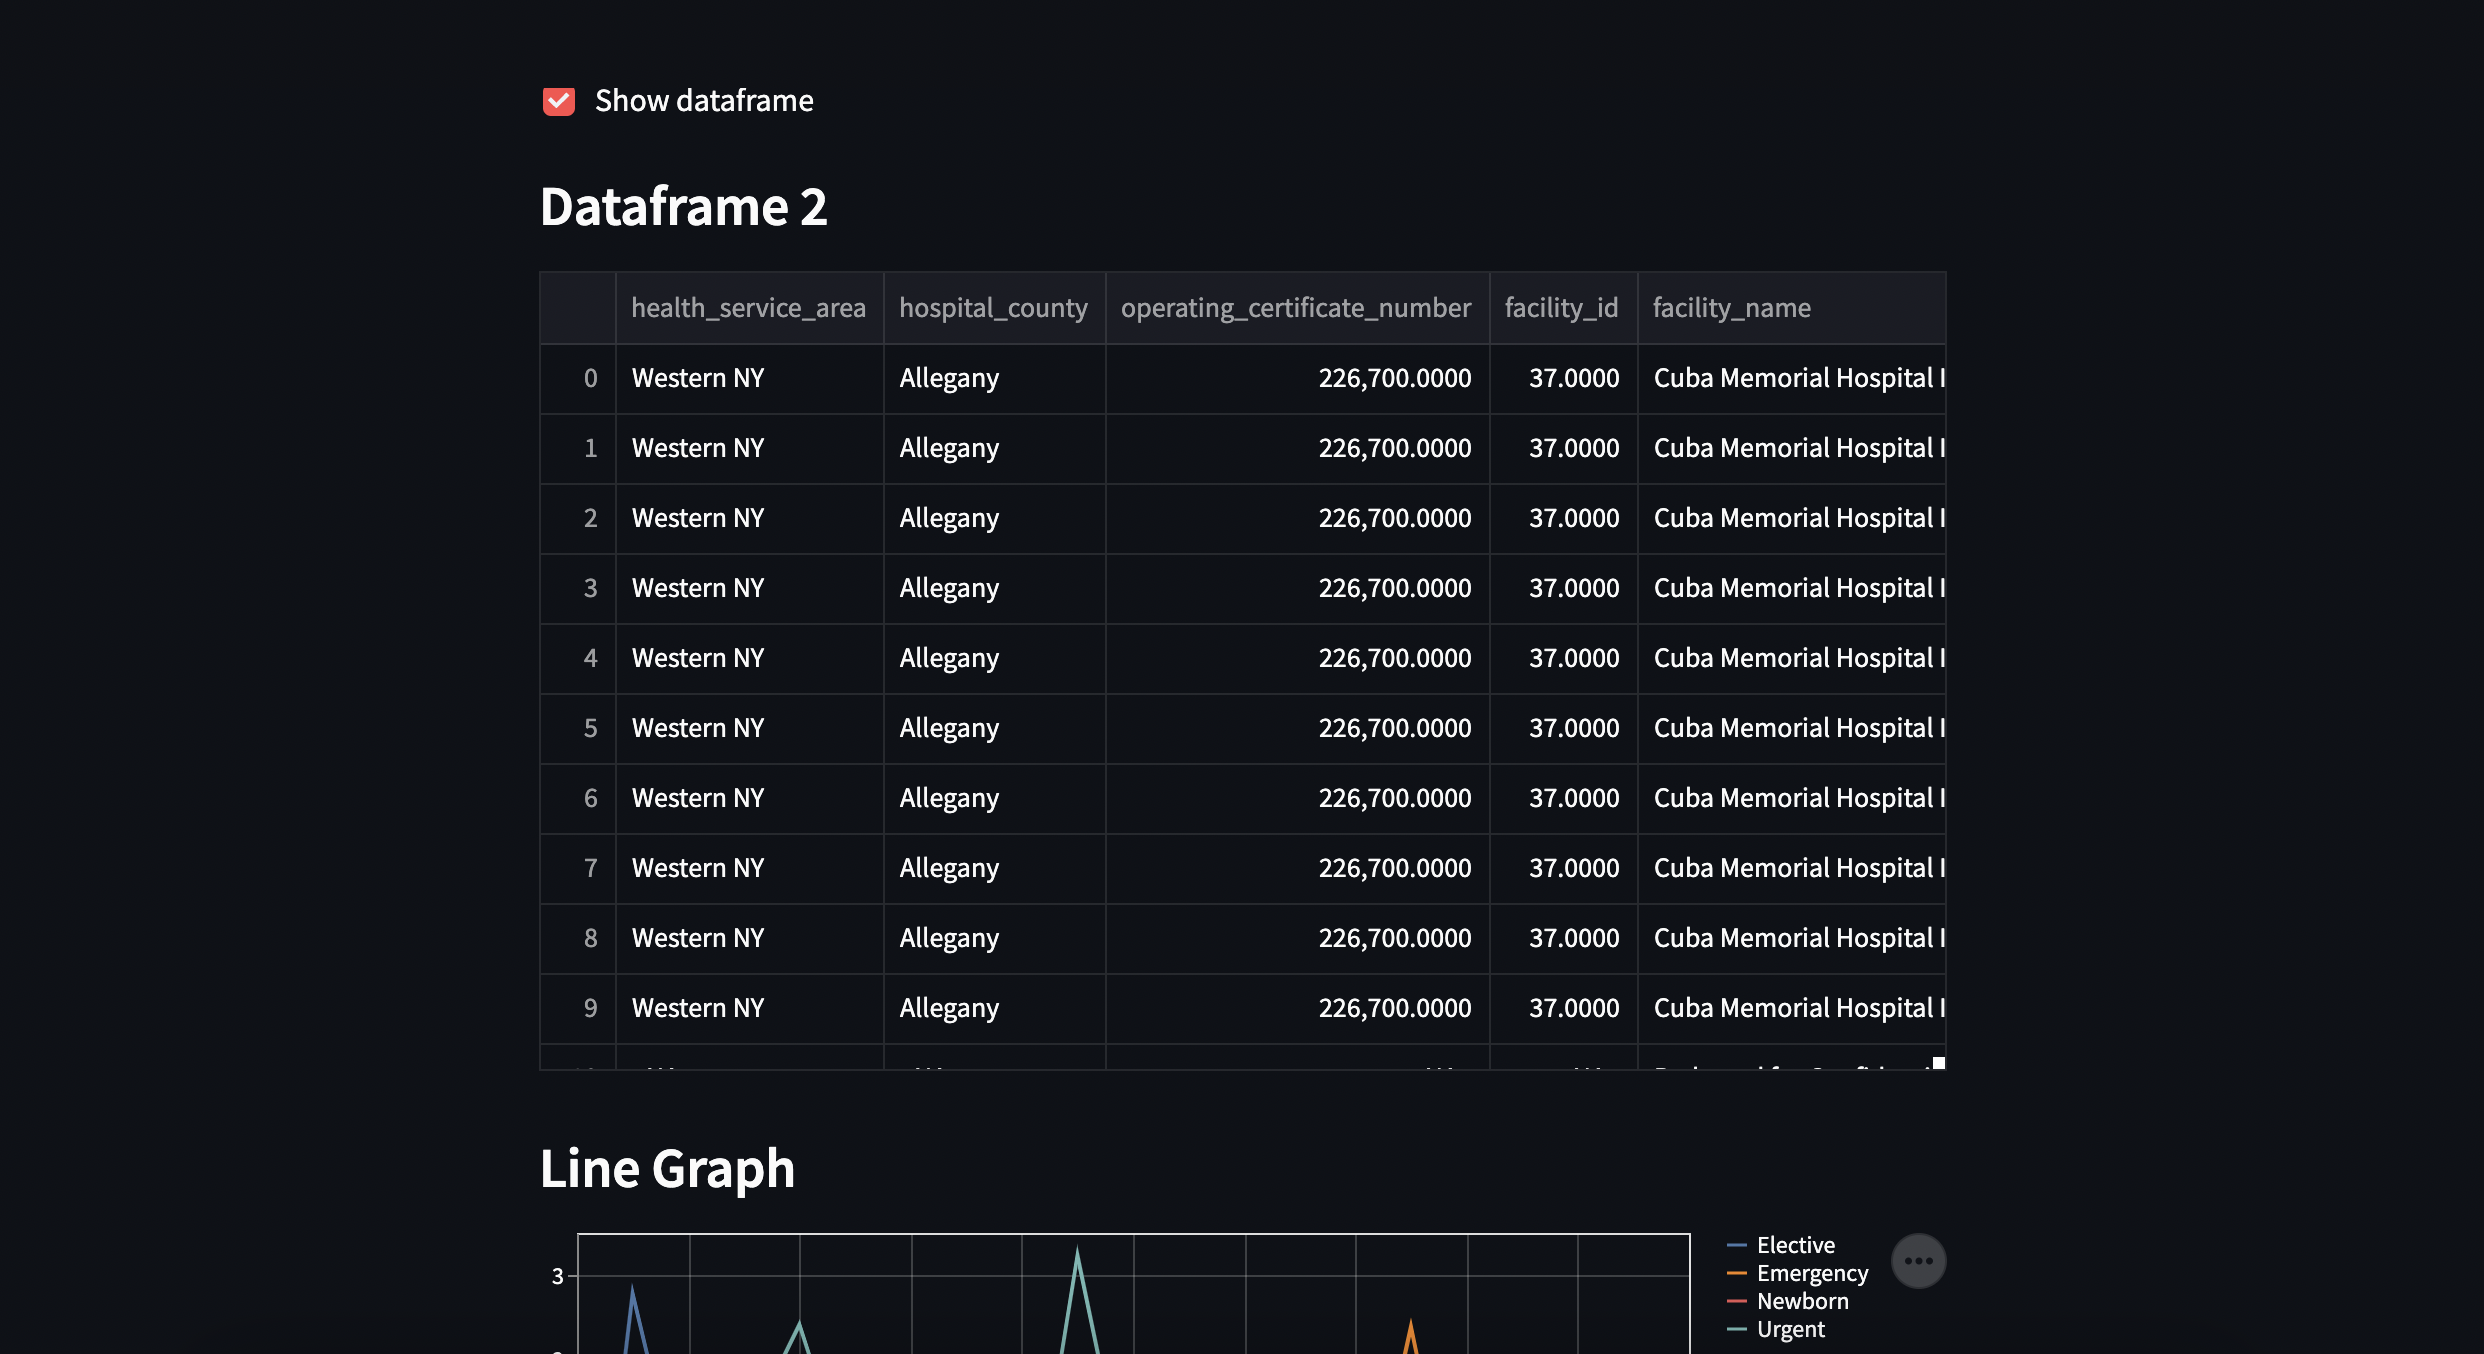 Show dataframe
Dataframe 2
health_service_area hospital_county operating_certificate_number facility_id facility_name
0 Western NY Allegany 226,700.0000 37.0000 Cuba Memorial Hospital I
1 Western NY Allegany 226,700.0000 37.0000 Cuba Memorial Hospital I
2 Western NY Allegany 226,700.0000 37.0000 Cuba Memorial Hospital I
3 Western NY Allegany 226,700.0000 37.0000 Cuba Memorial Hospital I
4 Western NY Allegany 226,700.0000 37.0000 Cuba Memorial Hospital I
5 Western NY Allegany 226,700.0000 37.0000 Cuba Memorial Hospital I
6 Western NY Allegany 226,700.0000 37.0000 Cuba Memorial Hospital I
7 Western NY Allegany 226,700.0000 37.0000 Cuba Memorial Hospital I
8 Western NY Allegany 226,700.0000 37.0000 Cuba Memorial Hospital I
9 Western NY Allegany 226,700.0000 37.0000 Cuba Memorial Hospital I
Line Graph
3
Elective
Emergency
Newborn
Urgent